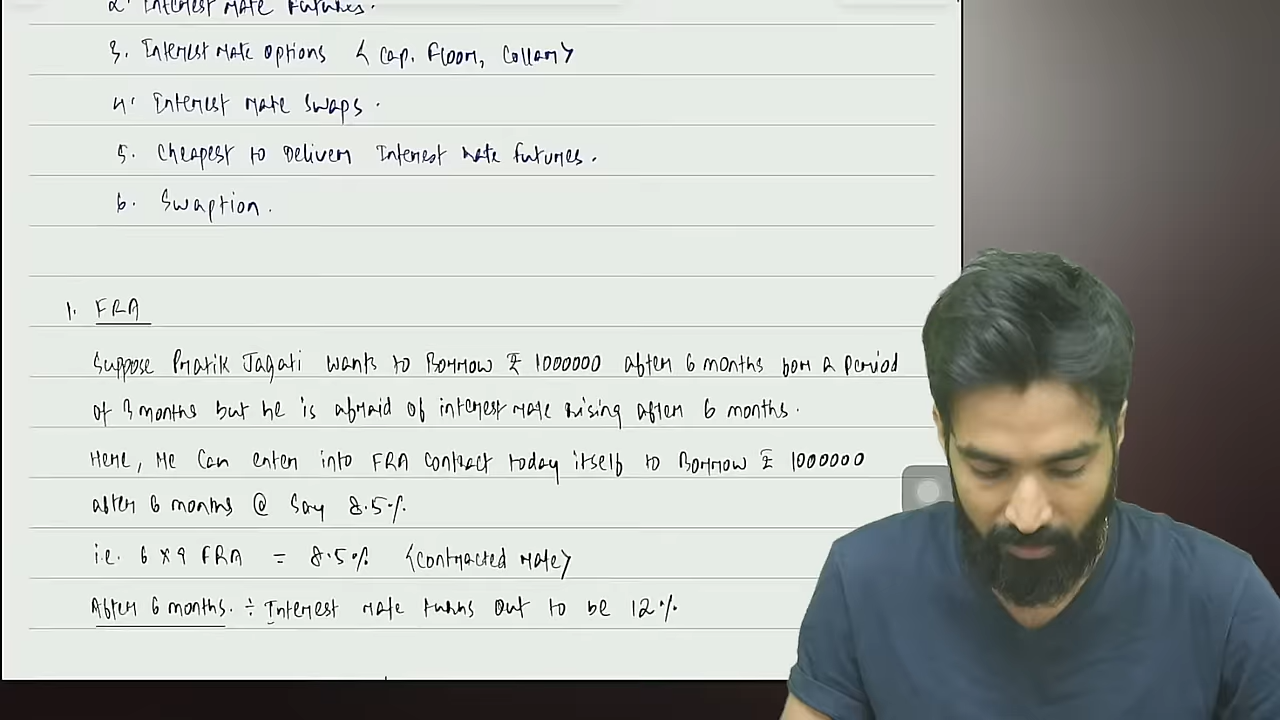 2. Interest Rate Futures.
3. Interest Rate Options < Cap, Floor, Collar>
4. Interest Rate Swaps.
5. Cheapest to Deliver Interest Rate Futures.
6. Swaption.
1. FRA
Suppose Pratik Jagati wants to Borrow ₹ 1000000 after 6 months for a period
of 3 months but he is afraid of interest rate rising after 6 months.
Here, He Can enter into FRA Contract today itself to Borrow ₹ 1000000
after 6 months @ Say 8.5%.
i.e. 6 x 9 FRA = 8.5% <Contracted Rate>
After 6 months. ÷ Interest Rate turns Out to be 12%